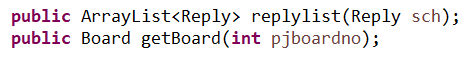 public ArrayList<Reply> replylist(Reply sch);
public Board getBoard(int pjboardno);